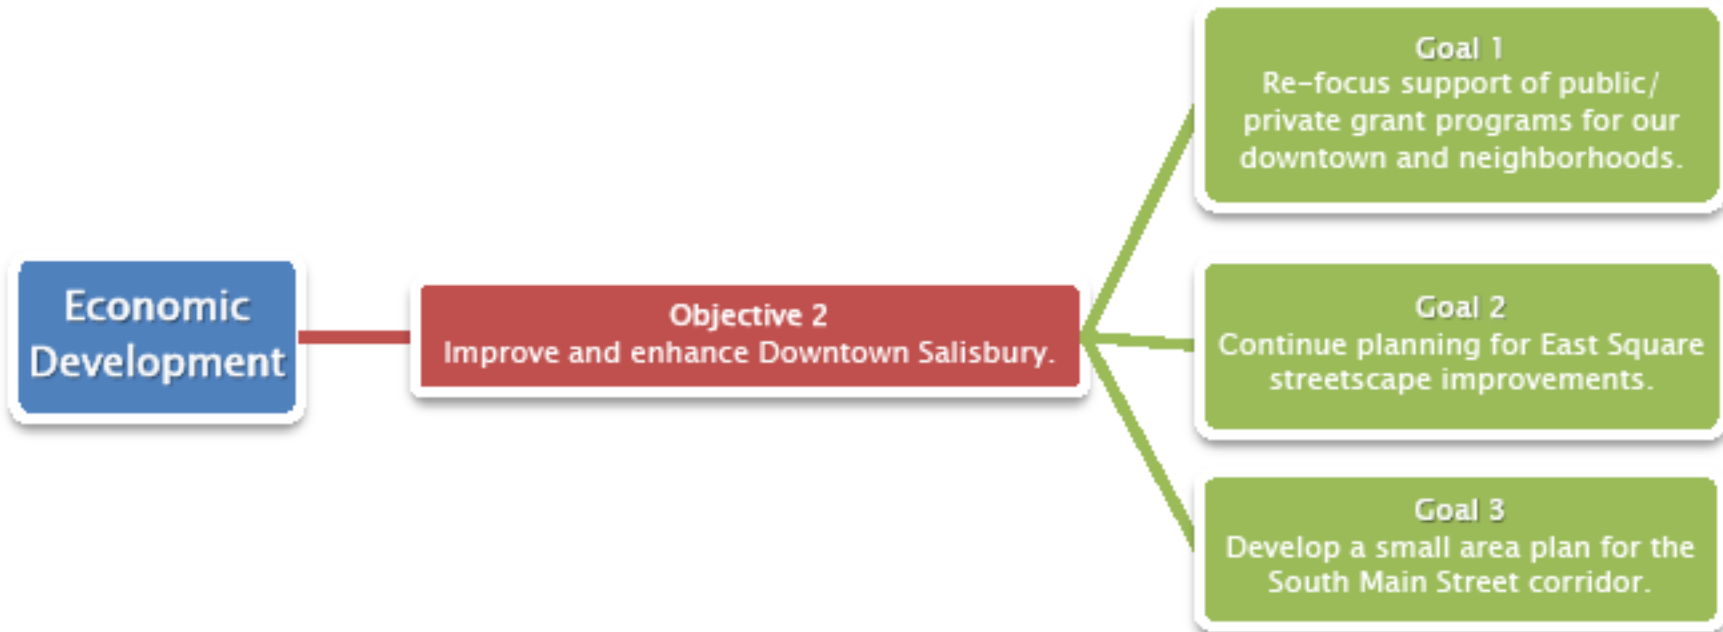 Economic
Development
Objective 2
Improve and enhance Downtown Salisbury.
Goal 1
Re-focus support of public/
private grant programs for our
downtown and neighborhoods.
Goal 2
Continue planning for East Square
streetscape improvements.
Goal 3
Develop a small area plan for the
South Main Street corridor.